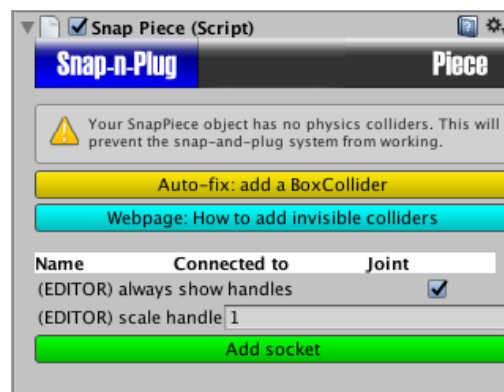 Snap Piece (Script)
Snap-n-Plug Piece
Your SnapPiece object has no physics colliders. This will
prevent the snap-and-plug system from working.
Auto-fix: add a BoxCollider
Webpage: How to add invisible colliders
Name Connected to Joint
(EDITOR) always show handles
(EDITOR) scale handle 1
Add socket